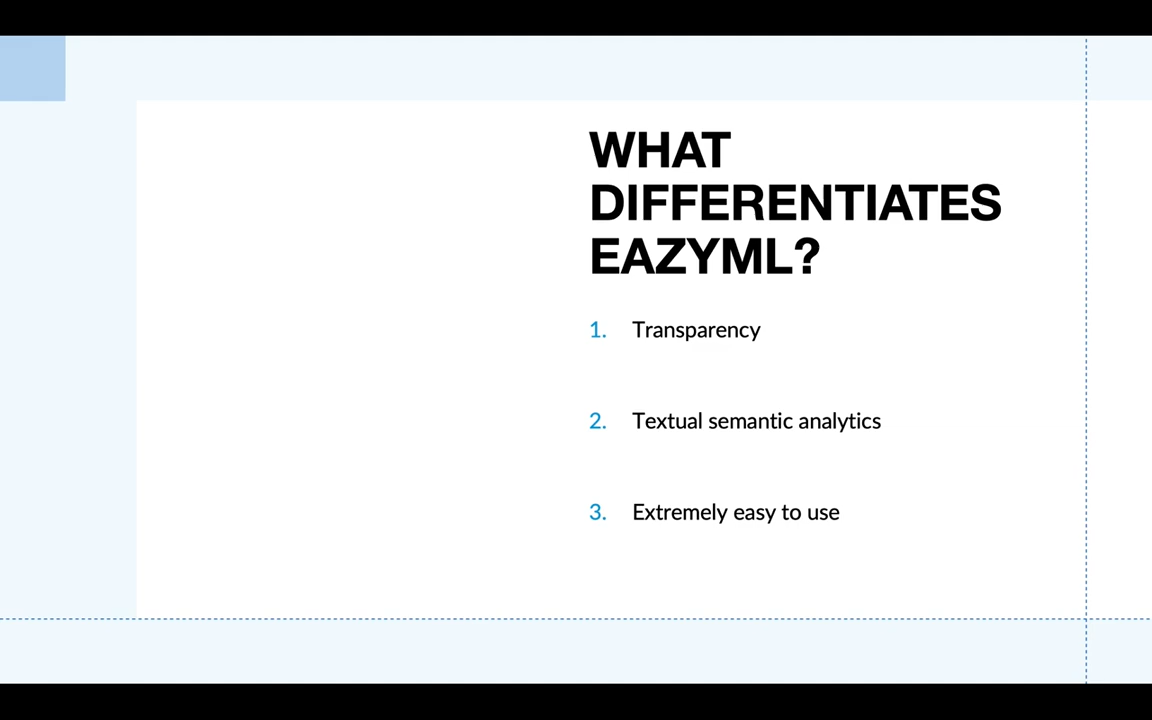 WHAT
DIFFERENTIATES
EAZYML?
1. Transparency
2. Textual semantic analytics
3. Extremely easy to use